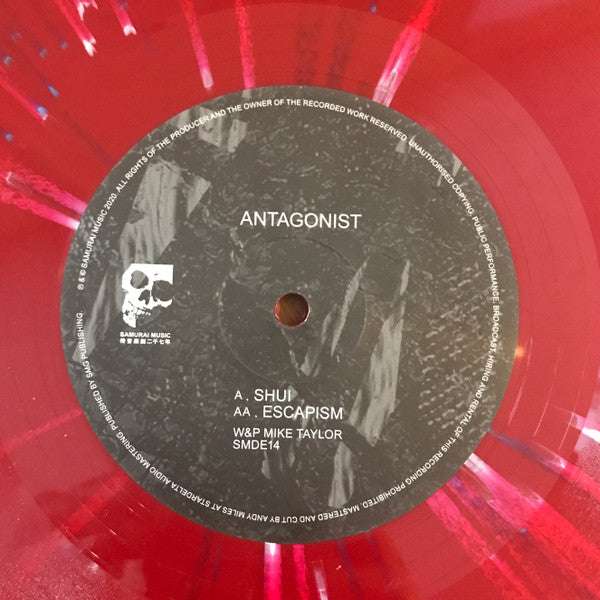 ANTAGONIST
SAMURAI MUSIC
A . SHUI
AA . ESCAPISM
W&P MIKE TAYLOR
SMDE14
℗ & © SAMURAI MUSIC 2020. ALL RIGHTS OF THE PRODUCER AND THE OWNER OF THE RECORDED WORK RESERVED. UNAUTHORISED COPYING, PUBLIC PERFORMANCE, BROADCAST, HIRING AND RENTAL OF THIS RECORDING PROHIBITED. MASTERED AND CUT BY ANDY MILES AT STARDELTA AUDIO MASTERING. PUBLISHED BY SMG PUBLISHING.